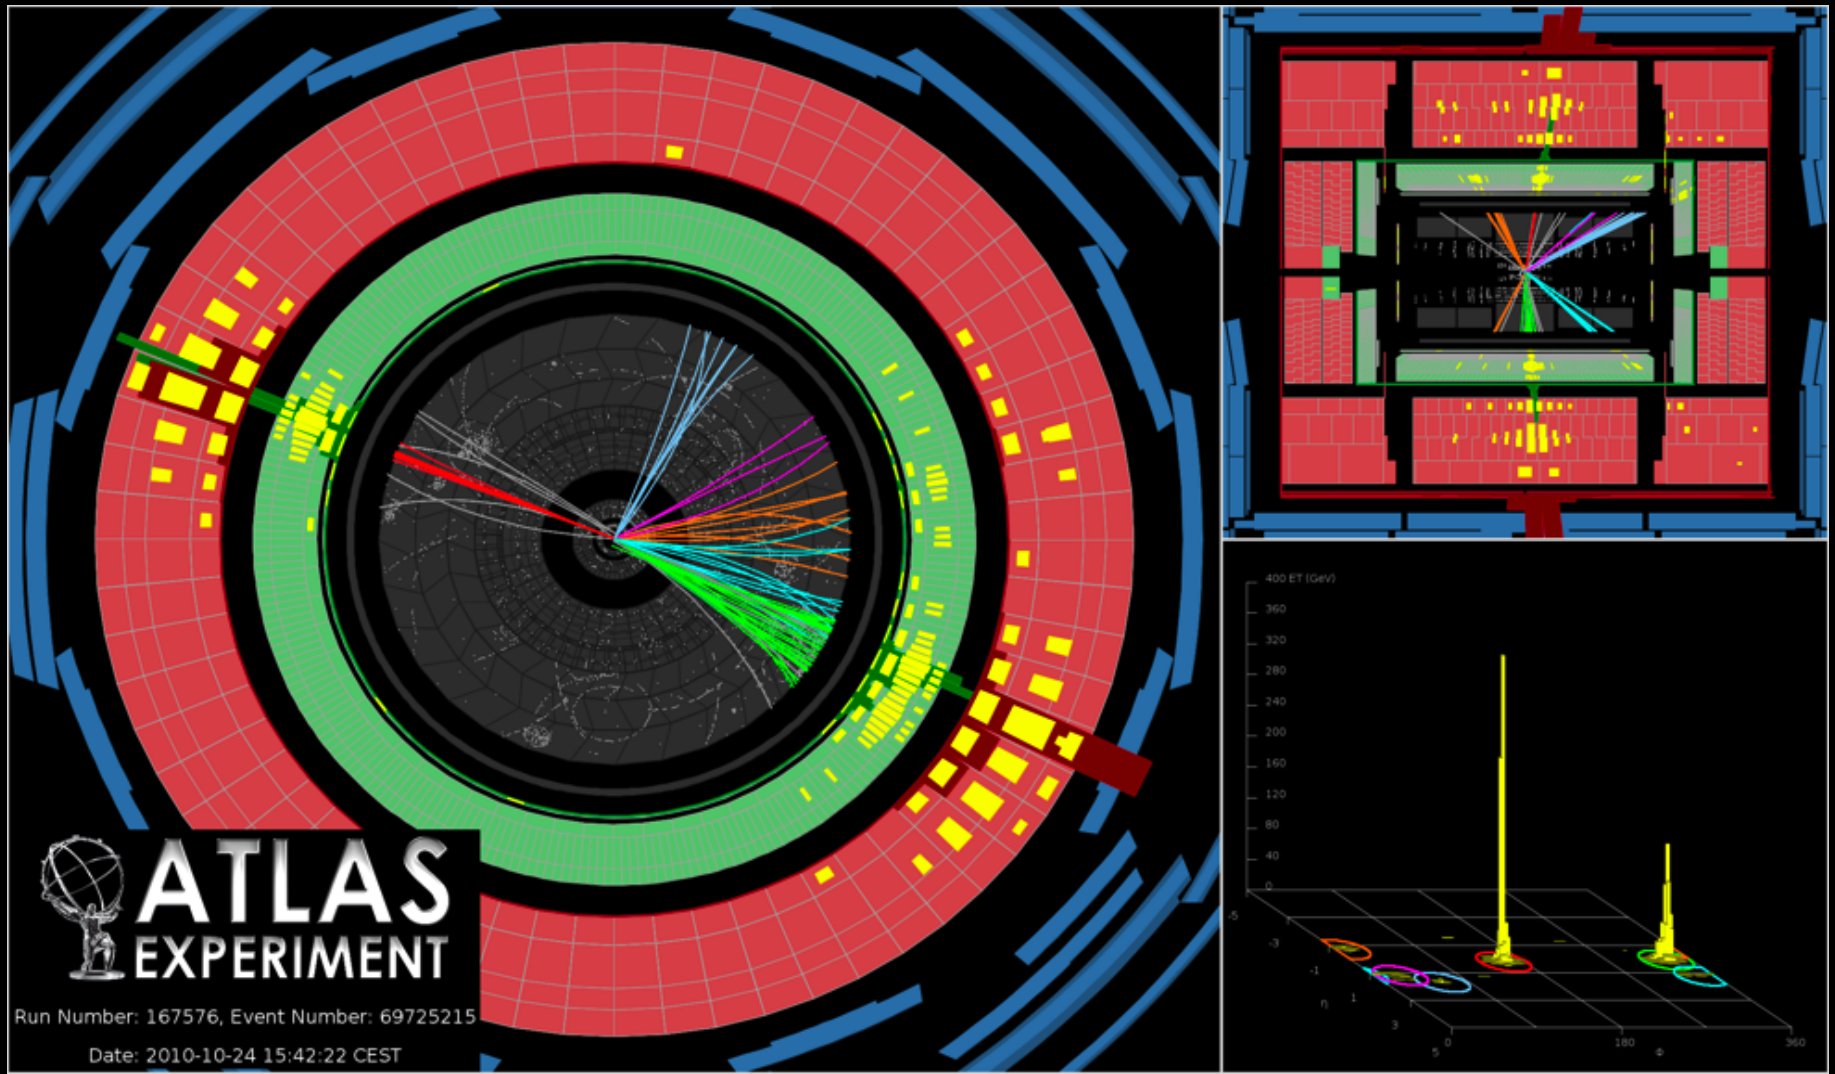 ATLAS
EXPERIMENT
Run Number: 167576, Event Number: 69725215
Date: 2010-10-24 15:42:22 CEST
400 ET (GeV)
360
320
280
240
200
160
120
80
40
0
-5
-3
-1
η 1
3
5 0 180 Φ 360